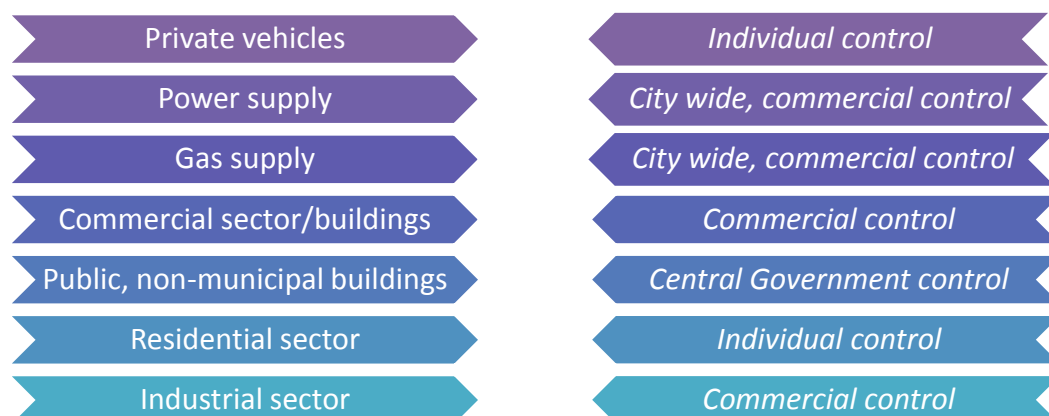 Private vehicles
Individual control
Power supply
City wide, commercial control
Gas supply
City wide, commercial control
Commercial sector/buildings
Commercial control
Public, non-municipal buildings
Central Government control
Residential sector
Individual control
Industrial sector
Commercial control